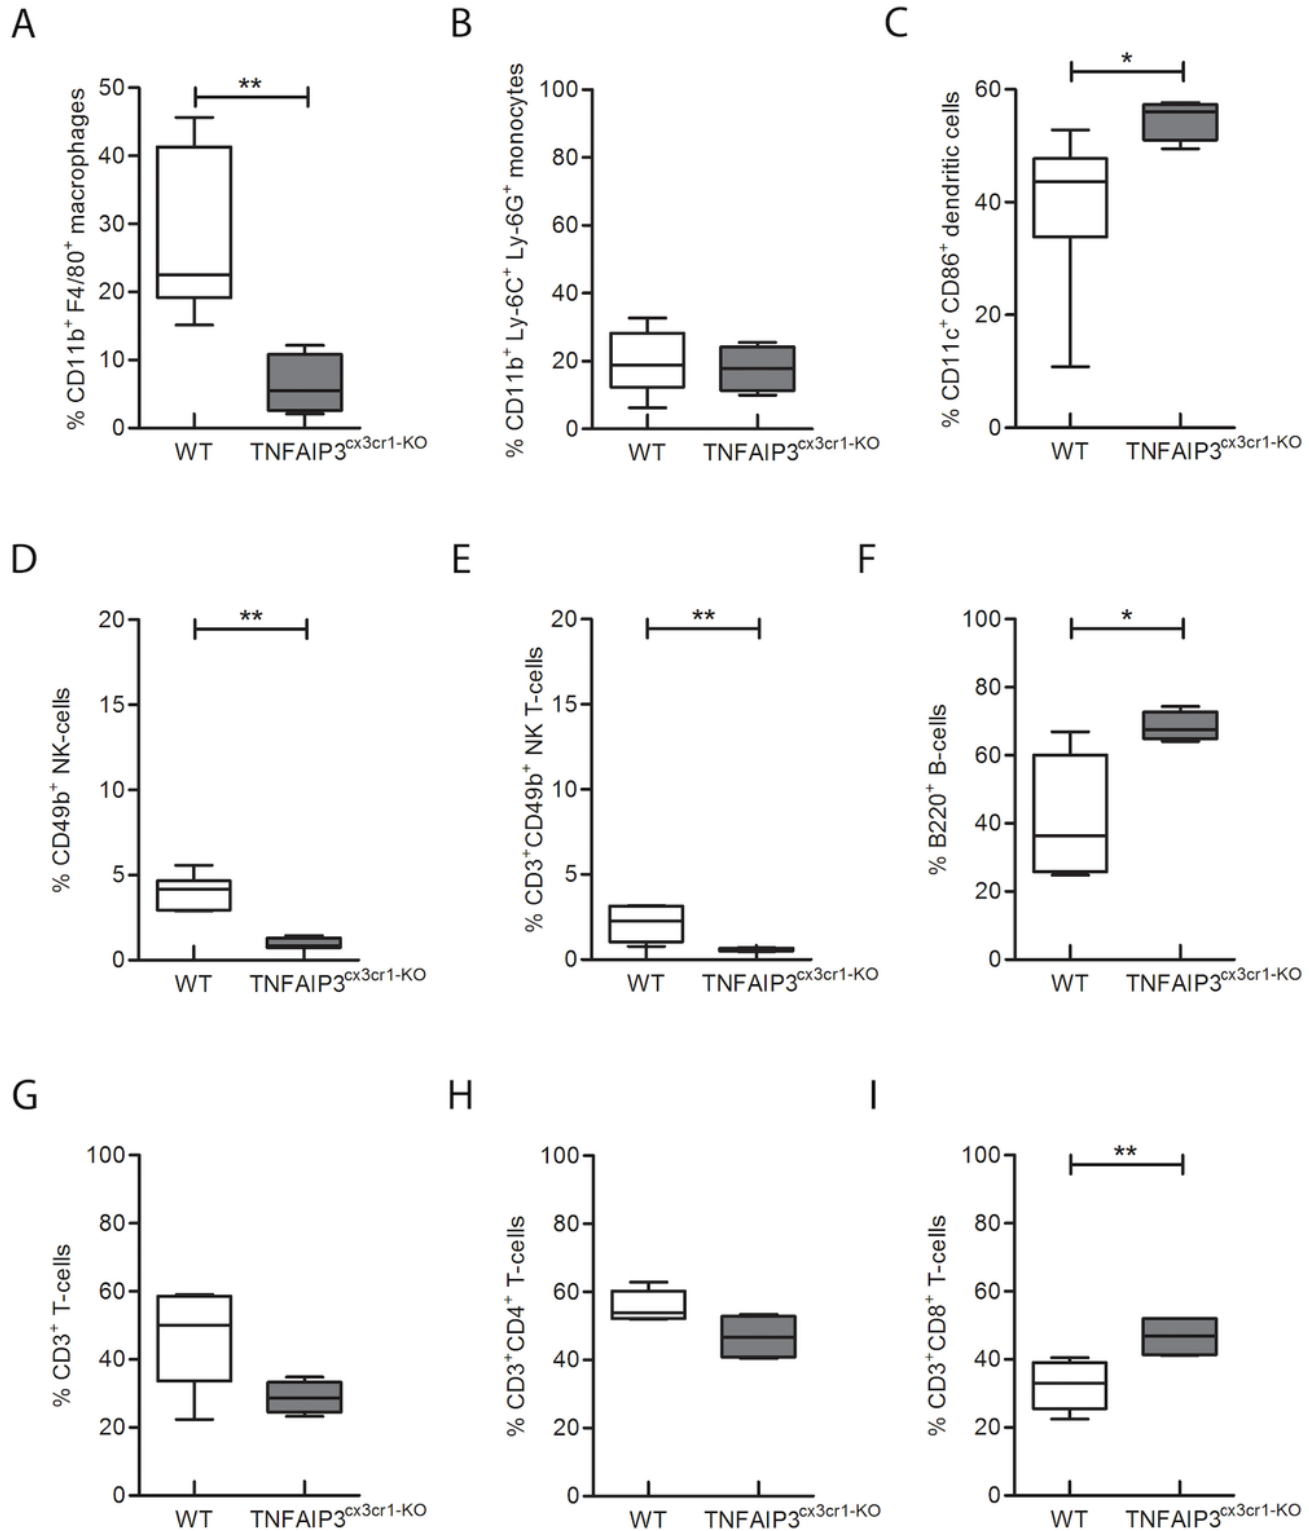 A
B
C
% CD11b⁺ F4/80⁺ macrophages
50
40
30
20
10
0
**
WT
TNFAIP3cx3cr1-KO
% CD11b⁺ Ly-6C⁺ Ly-6G⁺ monocytes
100
80
60
40
20
0
WT
TNFAIP3cx3cr1-KO
% CD11c⁺ CD86⁺ dendritic cells
60
40
20
0
*
WT
TNFAIP3cx3cr1-KO
D
E
F
% CD49b⁺ NK-cells
20
15
10
5
0
**
WT
TNFAIP3cx3cr1-KO
% CD3⁺CD49b⁺ NK T-cells
20
15
10
5
0
**
WT
TNFAIP3cx3cr1-KO
% B220⁺ B-cells
100
80
60
40
20
0
*
WT
TNFAIP3cx3cr1-KO
G
H
I
% CD3⁺ T-cells
100
80
60
40
20
0
WT
TNFAIP3cx3cr1-KO
% CD3⁺CD4⁺ T-cells
100
80
60
40
20
0
WT
TNFAIP3cx3cr1-KO
% CD3⁺CD8⁺ T-cells
100
80
60
40
20
0
**
WT
TNFAIP3cx3cr1-KO